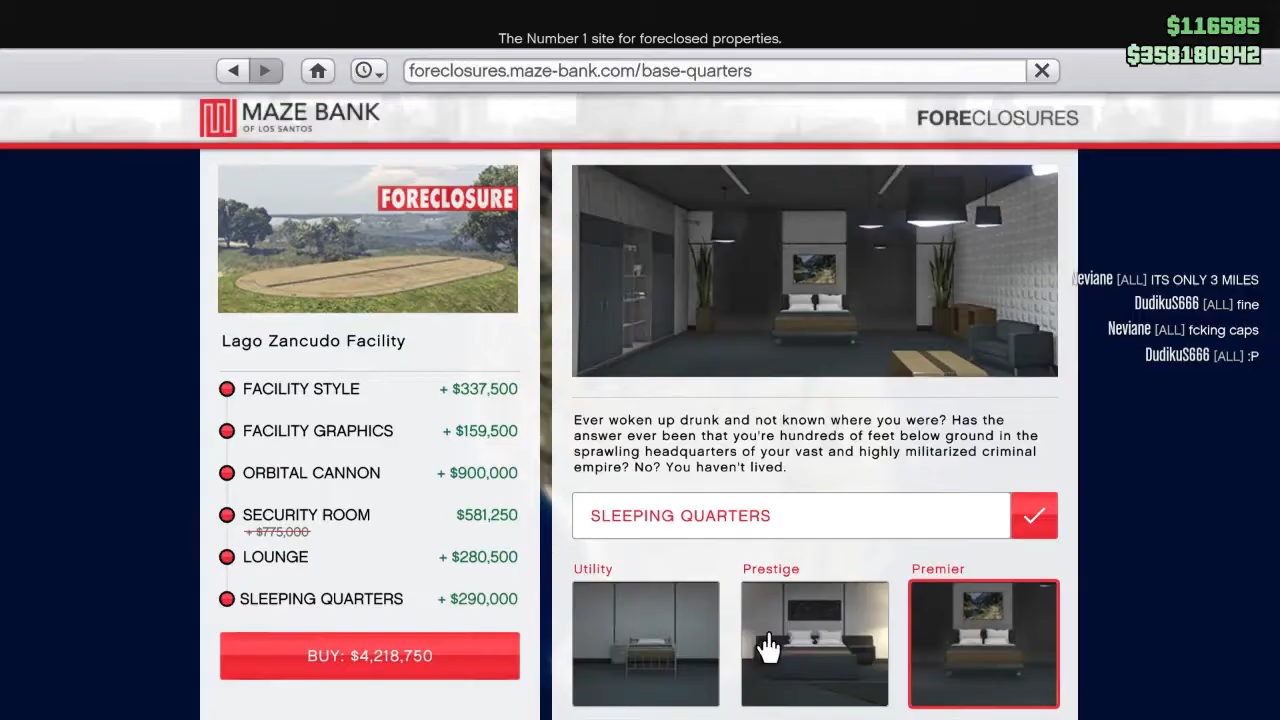 The Number 1 site for foreclosed properties.
$116585
$358180942
foreclosures.maze-bank.com/base-quarters
MAZE BANK
OF LOS SANTOS
FORECLOSURES
FORECLOSURE
Lago Zancudo Facility
FACILITY STYLE + $337,500
FACILITY GRAPHICS + $159,500
ORBITAL CANNON + $900,000
SECURITY ROOM $581,250
+ $775,000
LOUNGE + $280,500
SLEEPING QUARTERS + $290,000
BUY: $4,218,750
Ever woken up drunk and not known where you were? Has the
answer ever been that you're hundreds of feet below ground in the
sprawling headquarters of your vast and highly militarized criminal
empire? No? You haven't lived.
SLEEPING QUARTERS
Utility
Prestige
Premier
Neviane [ALL] ITS ONLY 3 MILES
DudikuS666 [ALL] fine
Neviane [ALL] fcking caps
DudikuS666 [ALL] :P